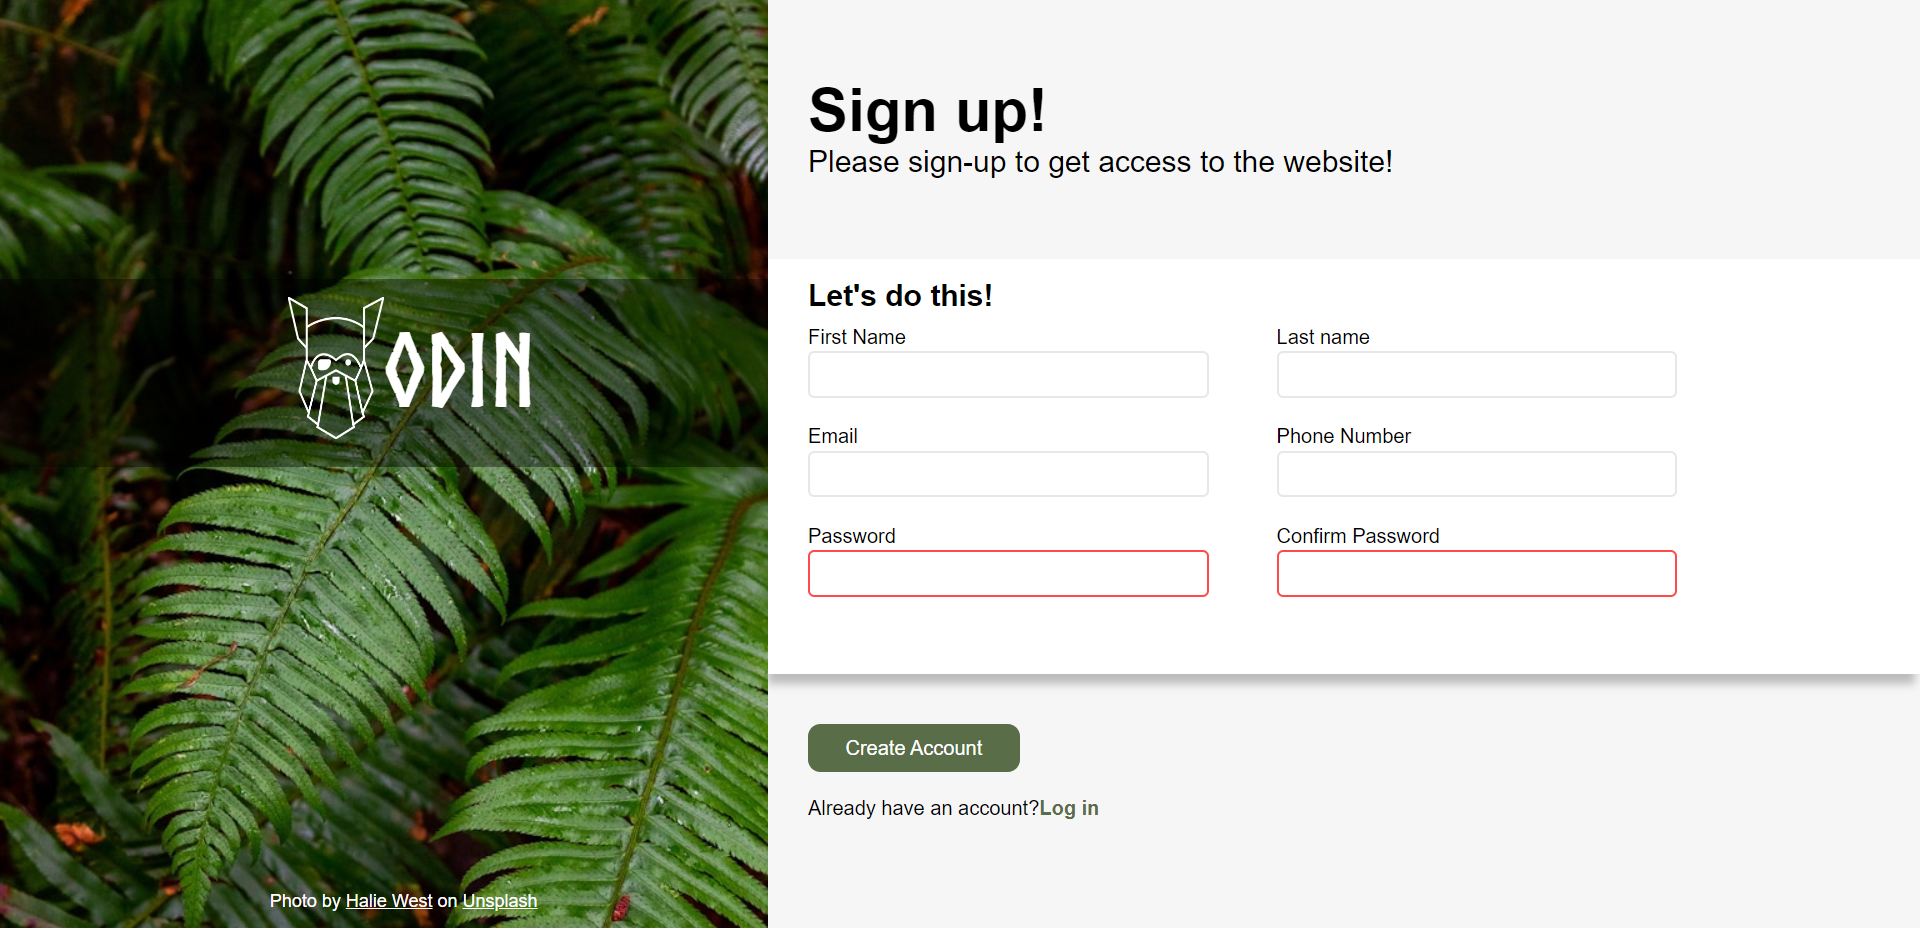 ODIN
Photo by Halie West on Unsplash
Sign up!
Please sign-up to get access to the website!
Let's do this!
First Name
Last name
Email
Phone Number
Password
Confirm Password
Create Account
Already have an account?Log in